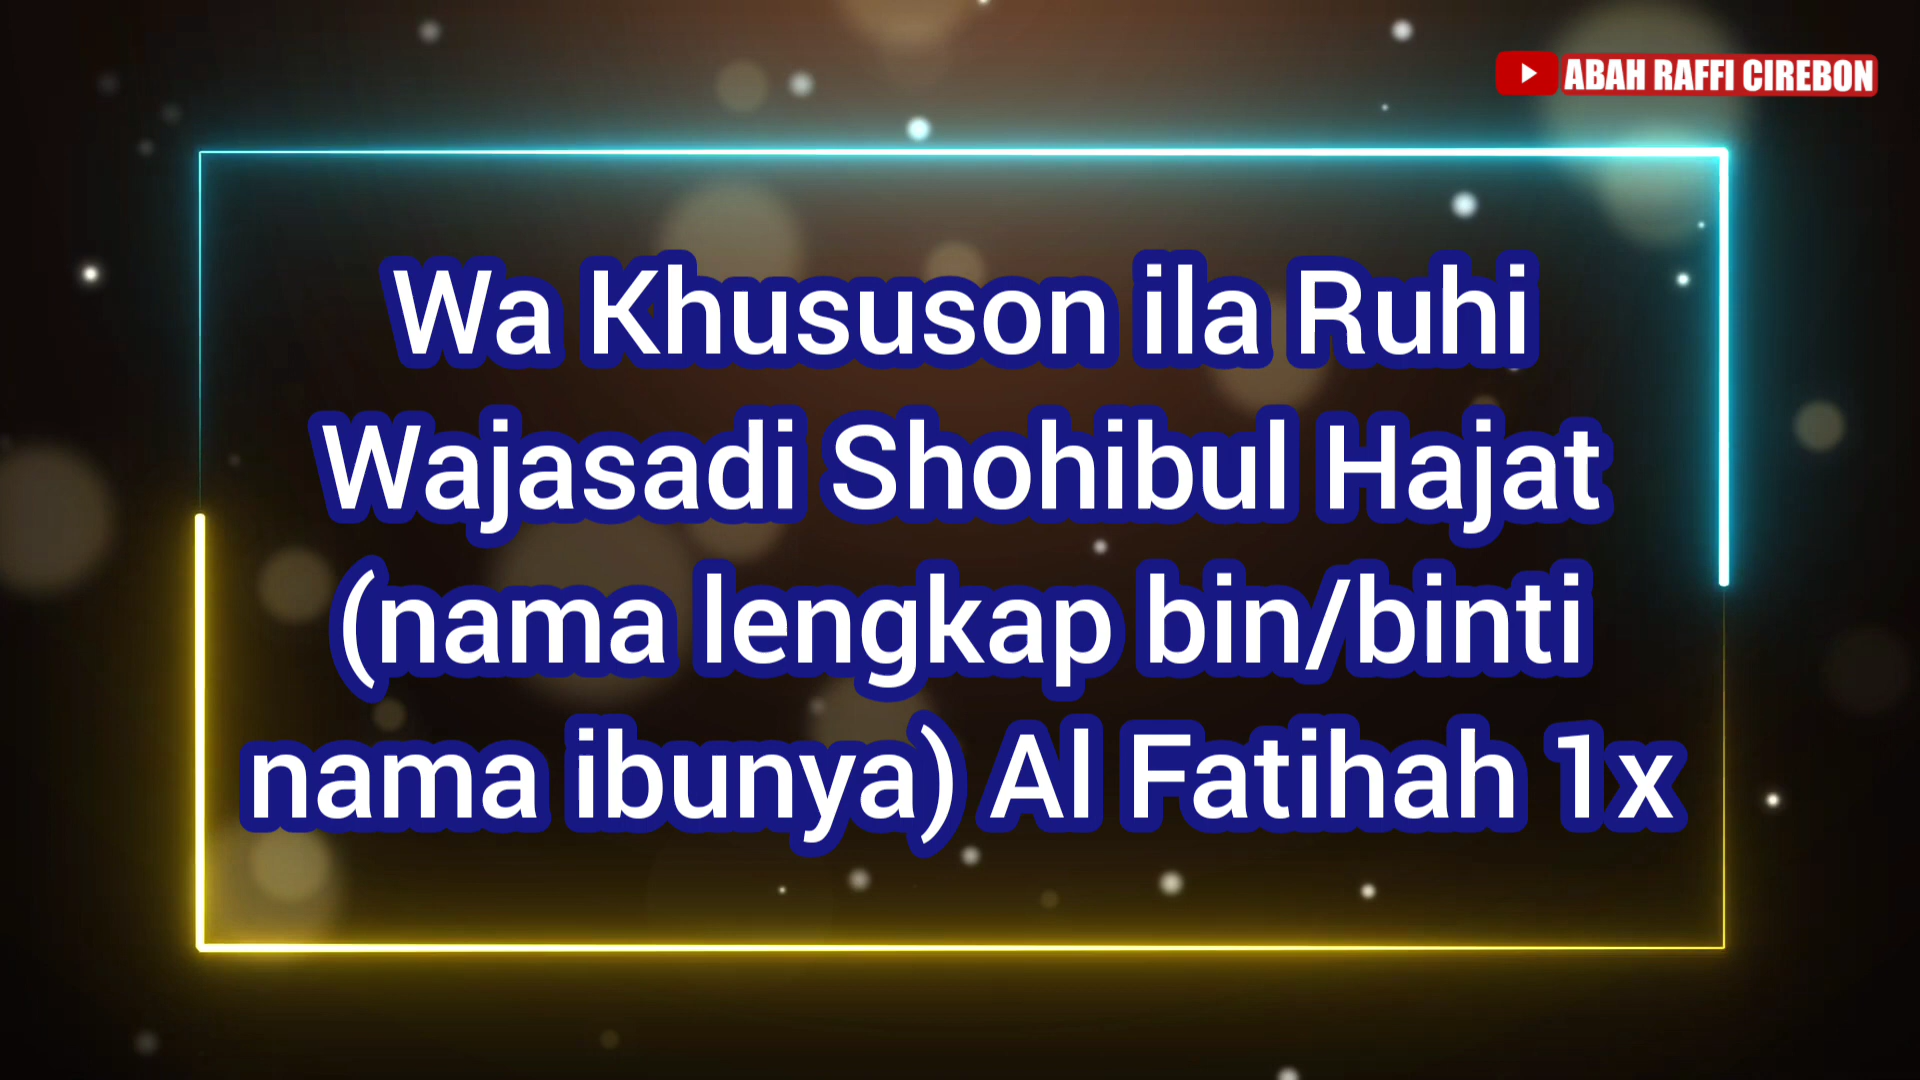 ABAH RAFFI CIREBON
Wa Khususon ila Ruhi
Wajasadi Shohibul Hajat
(nama lengkap bin/binti
nama ibunya) Al Fatihah 1x